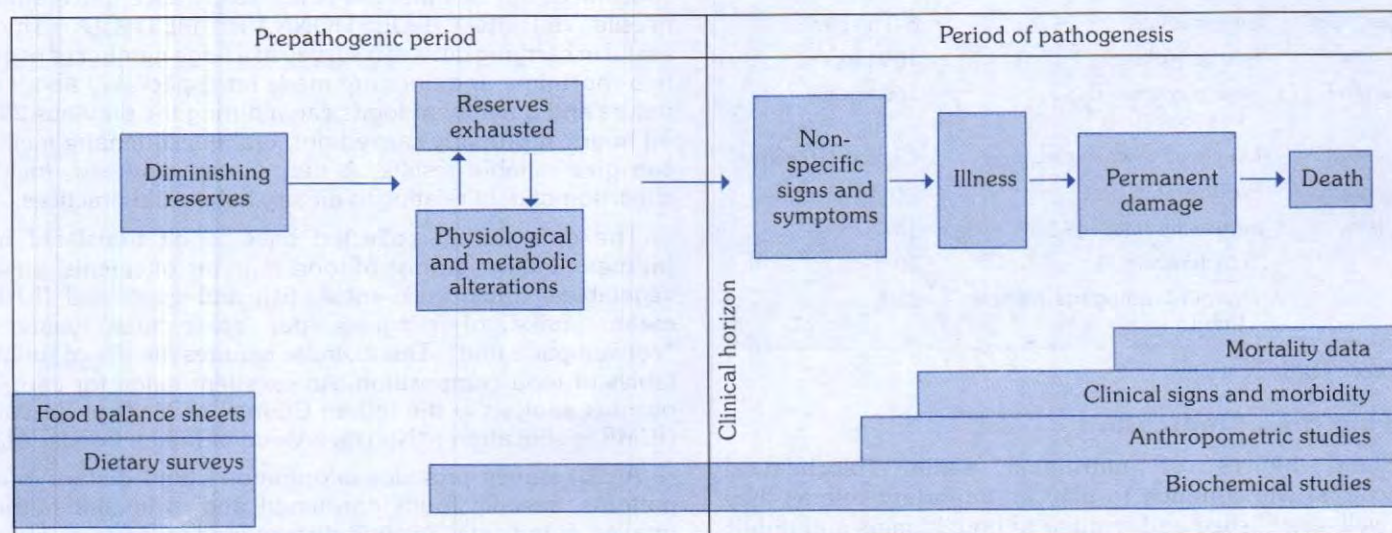 Prepathogenic period
Period of pathogenesis
Diminishing
reserves
Reserves
exhausted
Physiological
and metabolic
alterations
Non-
specific
signs and
symptoms
Illness
Permanent
damage
Death
Clinical horizon
Food balance sheets
Dietary surveys
Mortality data
Clinical signs and morbidity
Anthropometric studies
Biochemical studies